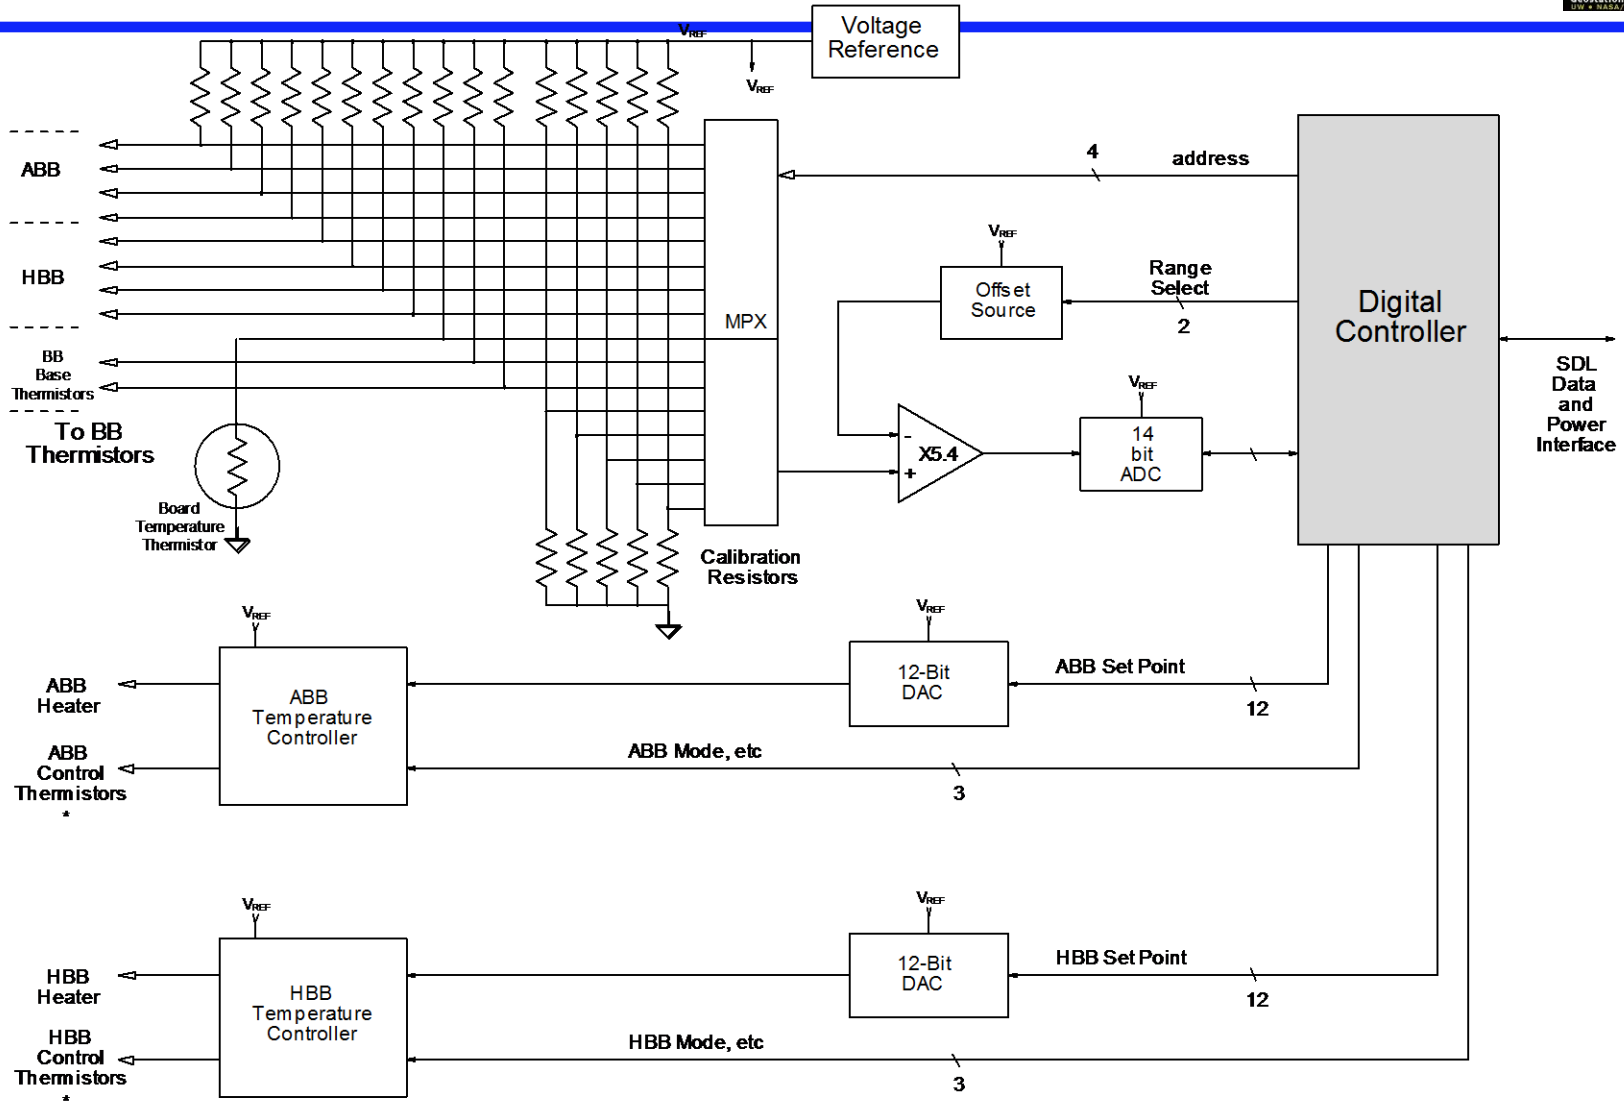 Geostationary
UW • NASA/
Voltage
Reference
VREF
VREF
ABB
HBB
BB
Base
Thermistors
To BB
Thermistors
Board
Temperature
Thermistor
MPX
Calibration
Resistors
4
address
VREF
Offset
Source
Range
Select
2
-
X5.4
+
VREF
14
bit
ADC
Digital
Controller
SDL
Data
and
Power
Interface
VREF
ABB
Temperature
Controller
ABB
Heater
ABB
Control
Thermistors
*
VREF
12-Bit
DAC
ABB Set Point
12
ABB Mode, etc
3
VREF
HBB
Temperature
Controller
HBB
Heater
HBB
Control
Thermistors
*
VREF
12-Bit
DAC
HBB Set Point
12
HBB Mode, etc
3